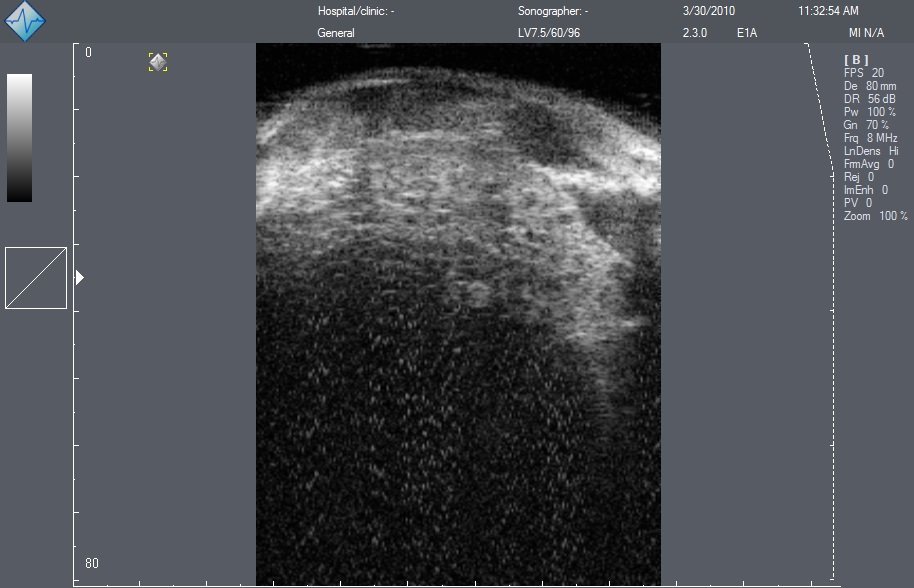 Hospital/clinic: - Sonographer: - 3/30/2010 11:32:54 AM
General LV7.5/60/96 2.3.0 E1A MI N/A
0
[ B ]
FPS 20
De 80 mm
DR 56 dB
Pw 100 %
Gn 70 %
Frq 8 MHz
LnDens Hi
FrmAvg 0
Rej 0
ImEnh 0
PV 0
Zoom 100 %
80